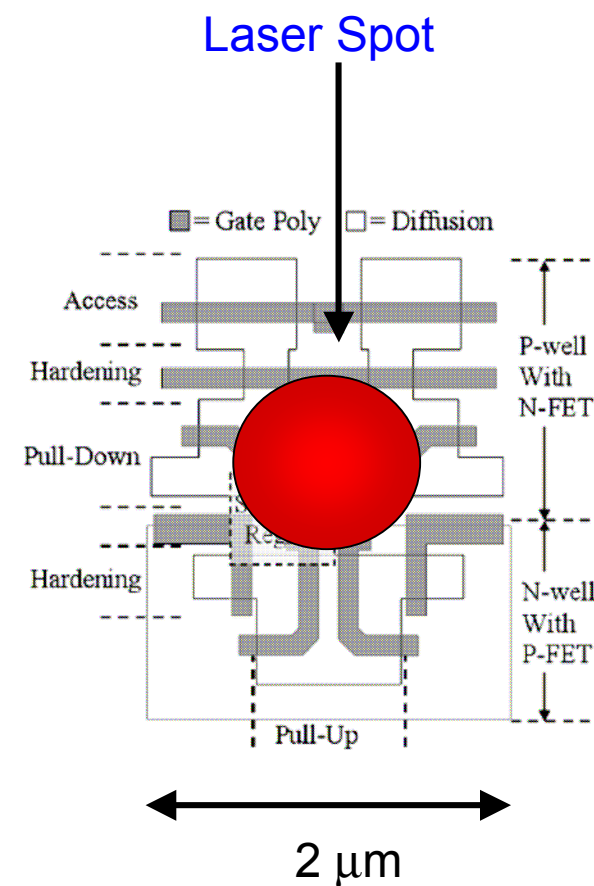 Laser Spot
= Gate Poly = Diffusion
Access
Hardening
Pull-Down
Hardening
P-well
With
N-FET
N-well
With
P-FET
Pull-Up
2 μm